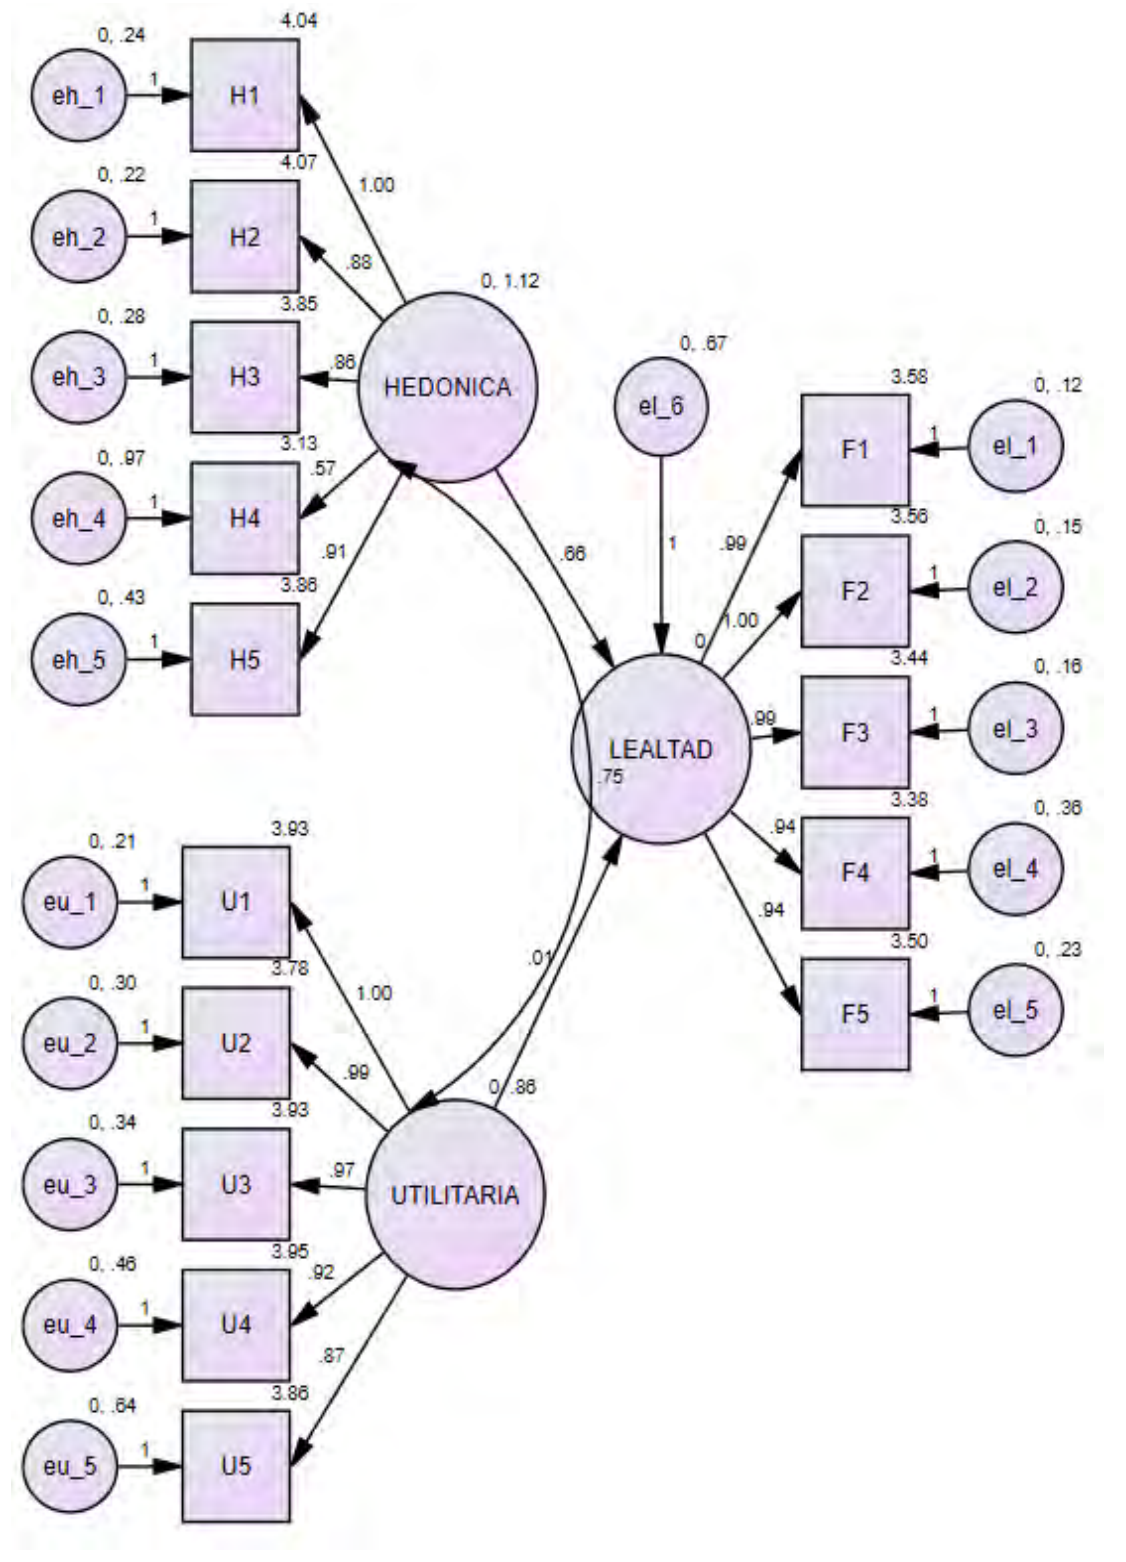 4.04
0, .24
eh_1
1
H1
4.07
0, .22
1.00
eh_2
1
H2
.88
3.85
0, 1.12
0, .28
eh_3
1
H3
.86
HEDONICA
3.13
0, .97
.57
eh_4
1
H4
.91
3.86
0, .43
eh_5
1
H5
0, .67
el_6
1
.66
3.58
0, .12
F1
1
el_1
.99
3.56
0, .15
F2
1
el_2
1.00
0
3.44
0, .16
LEALTAD
.99
F3
1
el_3
.75
3.38
0, .36
.94
F4
1
el_4
.94
3.50
0, .23
F5
1
el_5
.01
3.93
0, .21
eu_1
1
U1
3.78
0, .30
1.00
eu_2
1
U2
.99
3.93
0, .86
0, .34
eu_3
1
U3
.97
UTILITARIA
3.95
0, .46
.92
eu_4
1
U4
.87
3.86
0, .64
eu_5
1
U5